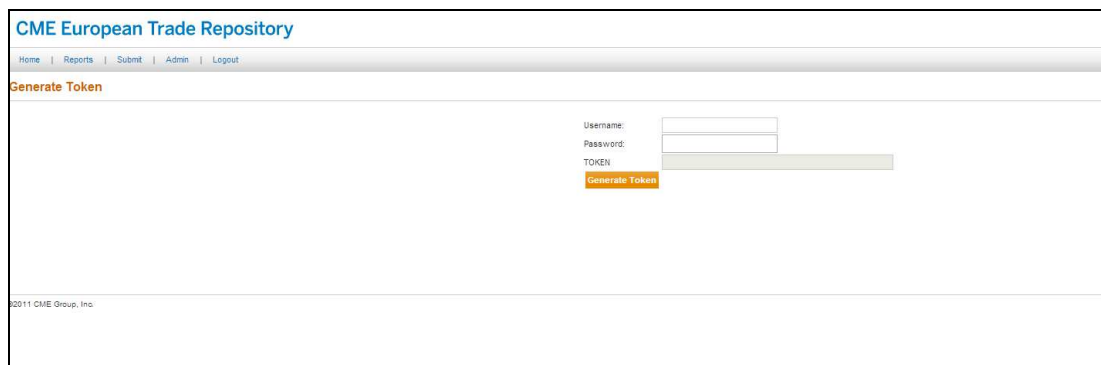 CME European Trade Repository
Home | Reports | Submit | Admin | Logout
Generate Token
Username:
Password:
TOKEN
Generate Token
©2011 CME Group, Inc.